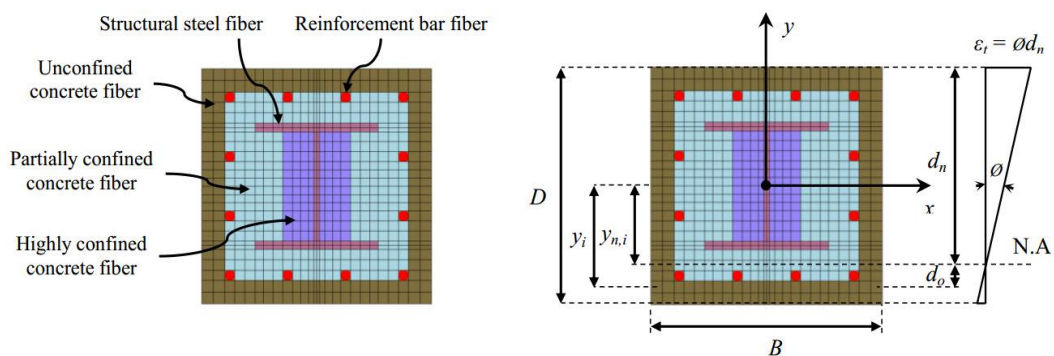 Structural steel fiber
Reinforcement bar fiber
Unconfined
concrete fiber
Partially confined
concrete fiber
Highly confined
concrete fiber
y
εt = Ødn
D
dn
Ø
x
yi
yn,i
N.A
do
B